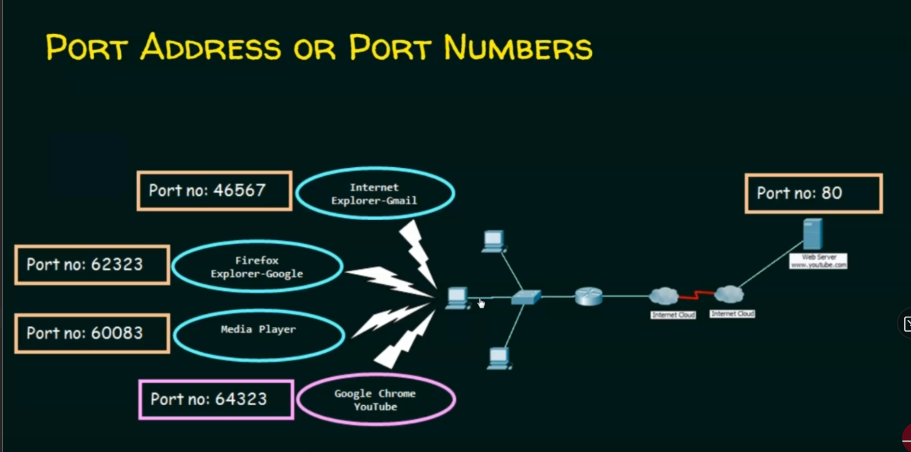 PORT ADDRESS OR PORT NUMBERS
Port no: 46567
Internet
Explorer-Gmail
Port no: 80
Port no: 62323
Firefox
Explorer-Google
Web Server
www.youtube.com
Port no: 60083
Media Player
Internet Cloud
Internet Cloud
Port no: 64323
Google Chrome
YouTube